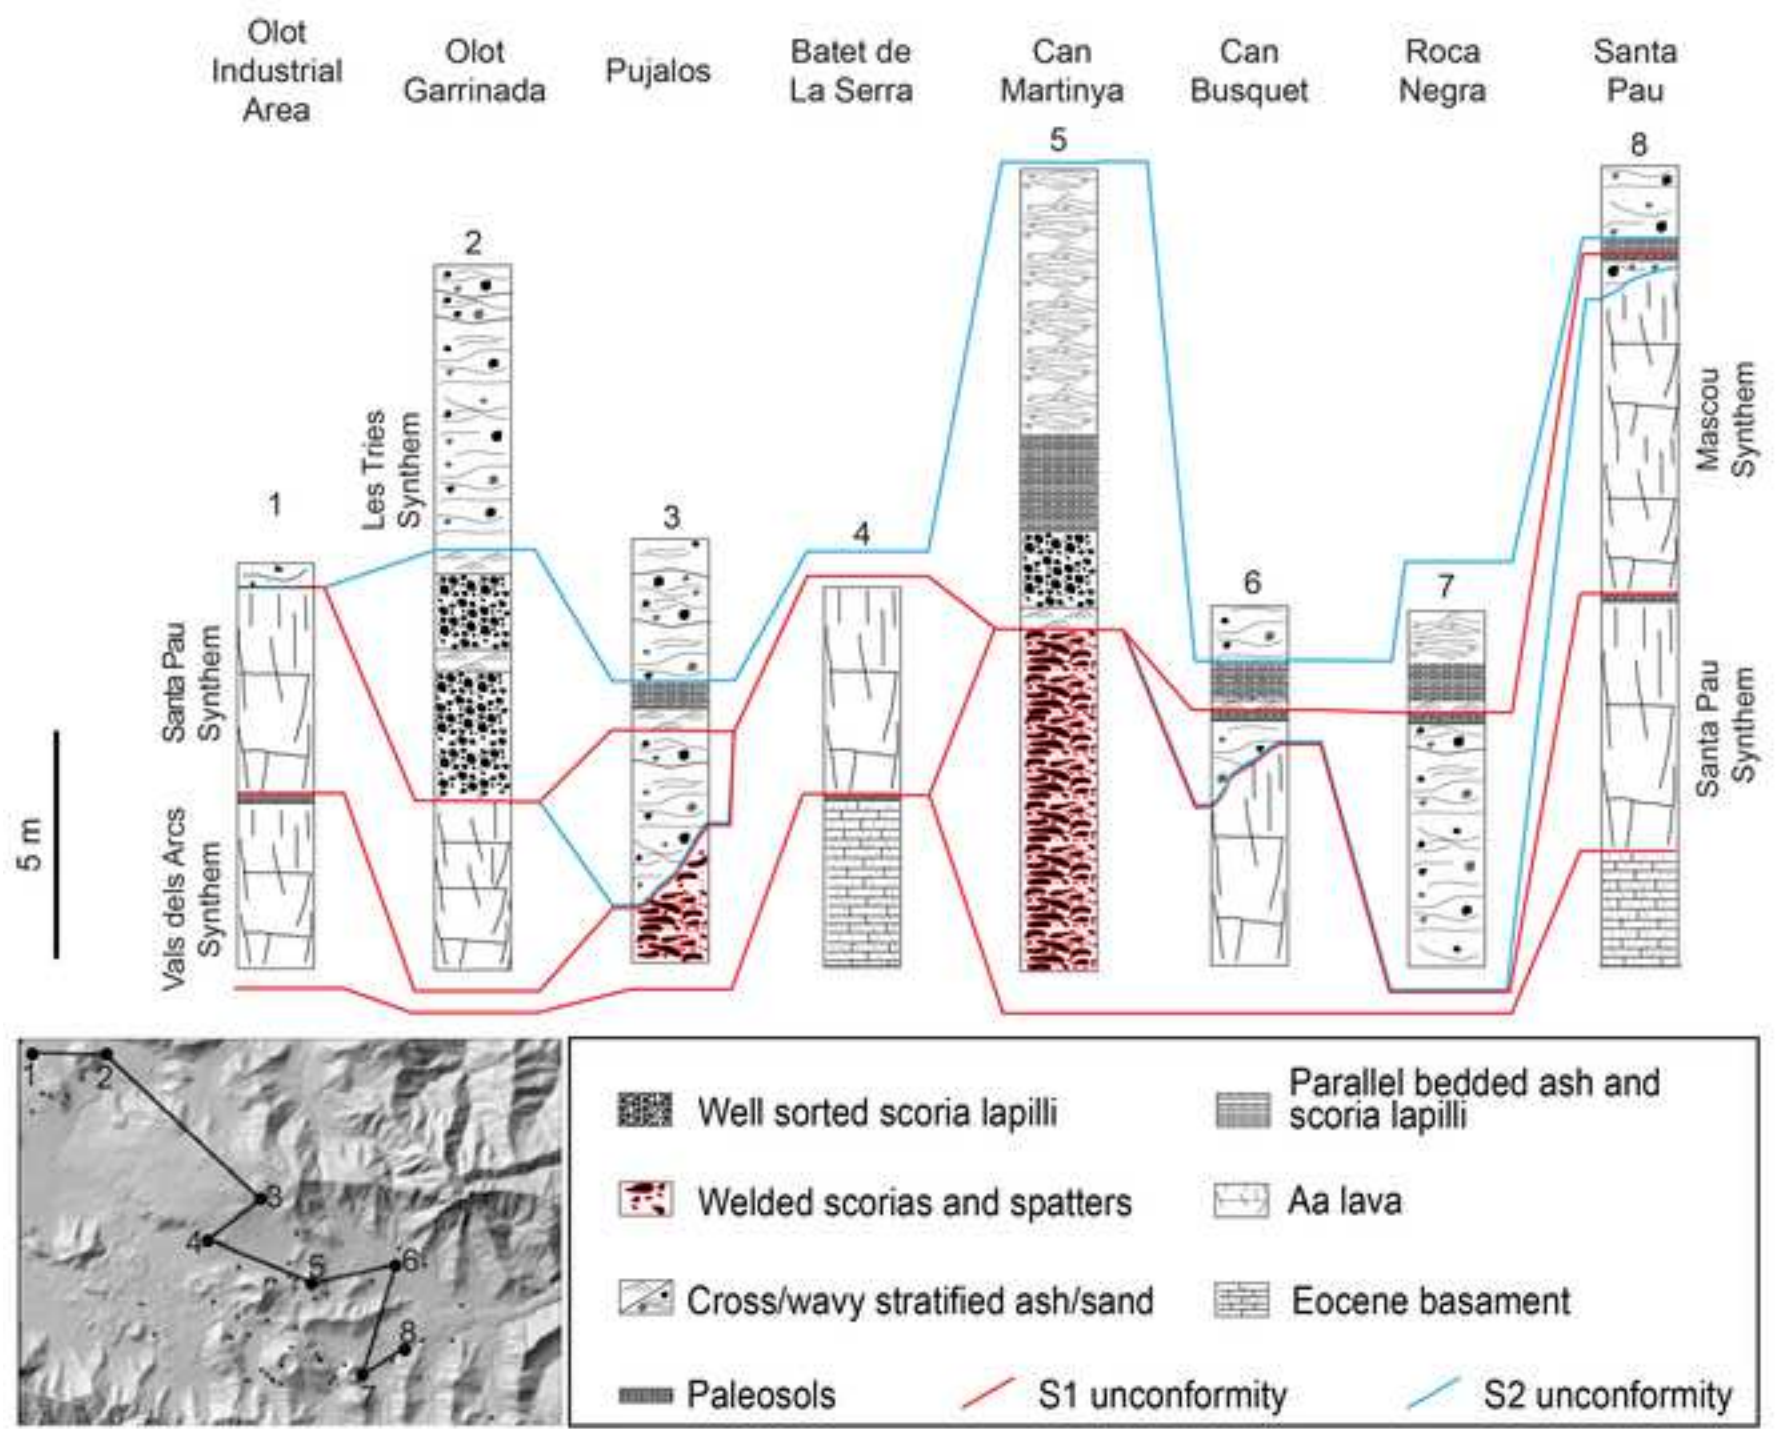 Olot
Industrial
Area
Olot
Garrinada
Pujalos
Batet de
La Serra
Can
Martinya
Can
Busquet
Roca
Negra
Santa
Pau
1
2
3
4
5
6
7
8
Les Tries
Synthem
Santa Pau
Synthem
Vals dels Arcs
Synthem
Mascou
Synthem
Santa Pau
Synthem
5 m
1
2
3
4
5
6
7
8
Well sorted scoria lapilli
Parallel bedded ash and
scoria lapilli
Welded scorias and spatters
Aa lava
Cross/wavy stratified ash/sand
Eocene basament
Paleosols
S1 unconformity
S2 unconformity